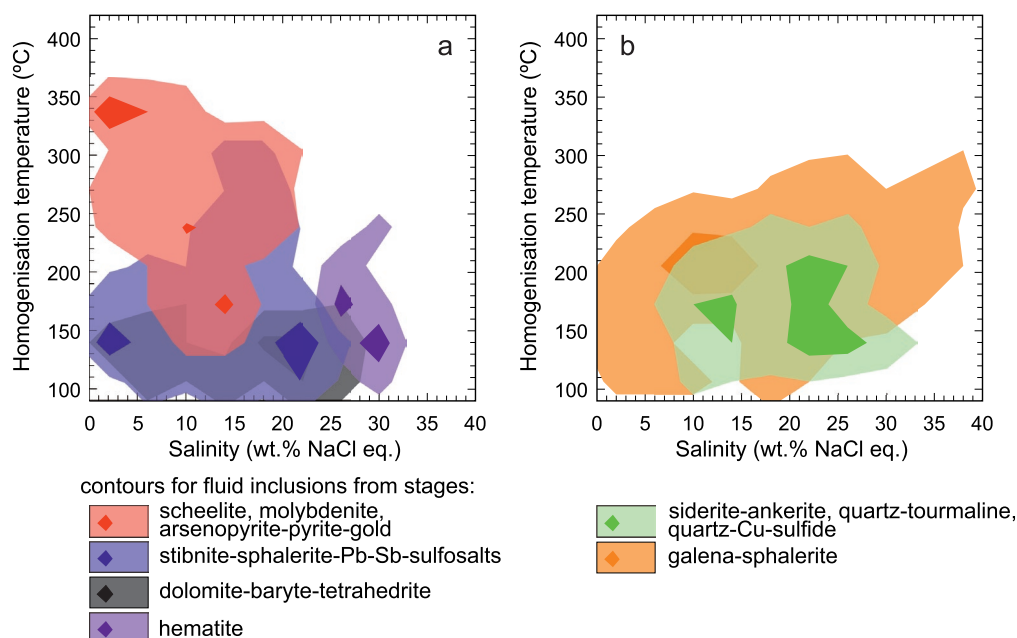 a
b
Homogenisation temperature (ºC)
400
350
300
250
200
150
100
0 5 10 15 20 25 30 35 40
Salinity (wt.% NaCl eq.)
Homogenisation temperature (ºC)
400
350
300
250
200
150
100
0 5 10 15 20 25 30 35 40
Salinity (wt.% NaCl eq.)
contours for fluid inclusions from stages:
scheelite, molybdenite,
arsenopyrite-pyrite-gold
stibnite-sphalerite-Pb-Sb-sulfosalts
dolomite-baryte-tetrahedrite
hematite
siderite-ankerite, quartz-tourmaline,
quartz-Cu-sulfide
galena-sphalerite